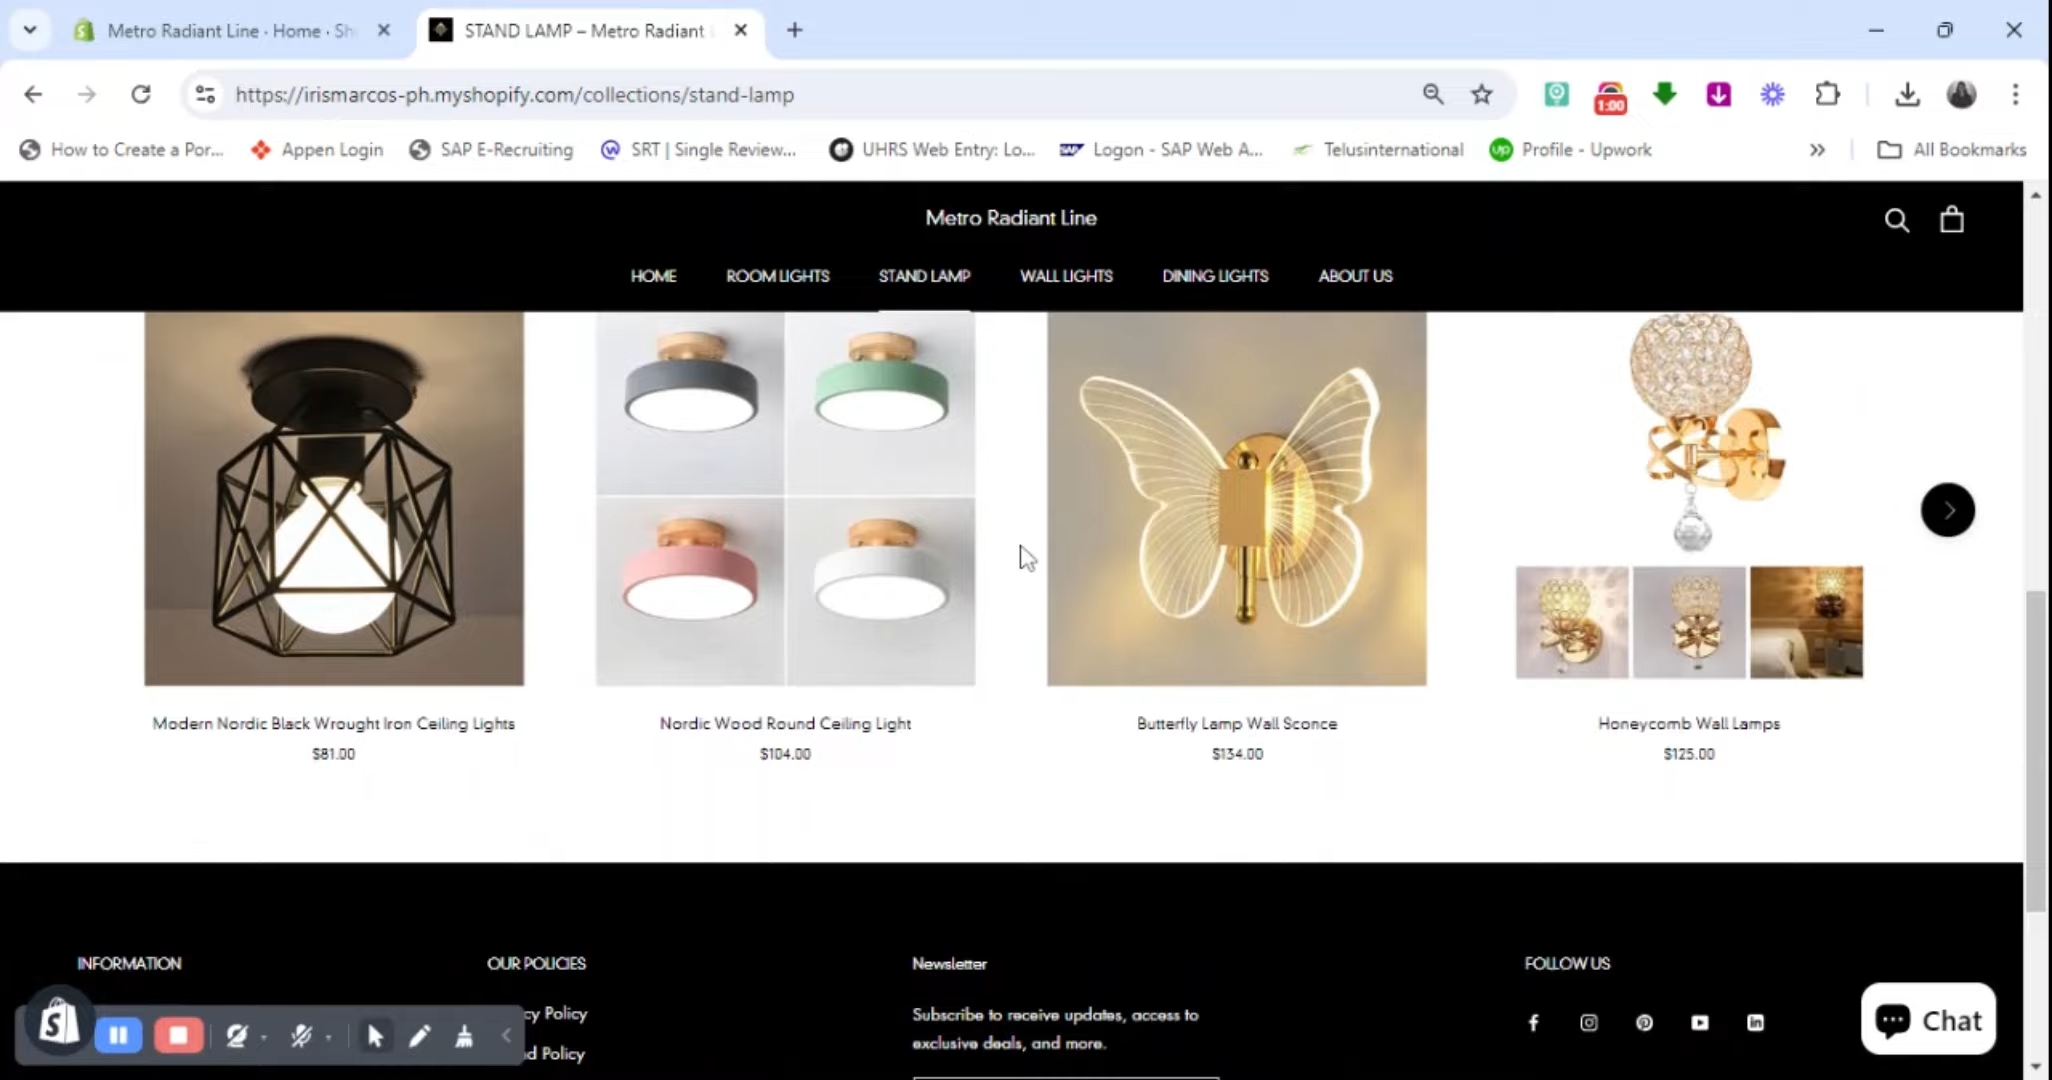 Metro Radiant Line · Home · Sh
STAND LAMP – Metro Radiant
https://irismarcos-ph.myshopify.com/collections/stand-lamp
1:00
How to Create a Por...
Appen Login
SAP E-Recruiting
SRT | Single Review...
UHRS Web Entry: Lo...
SAP
Logon - SAP Web A...
Telusinternational
up
Profile - Upwork
All Bookmarks
Metro Radiant Line
HOME
ROOM LIGHTS
STAND LAMP
WALL LIGHTS
DINING LIGHTS
ABOUT US
Modern Nordic Black Wrought Iron Ceiling Lights
$81.00
Nordic Wood Round Ceiling Light
$104.00
Butterfly Lamp Wall Sconce
$134.00
Honeycomb Wall Lamps
$125.00
INFORMATION
OUR POLICIES
cy Policy
d Policy
Newsletter
Subscribe to receive updates, access to
exclusive deals, and more.
FOLLOW US
Chat